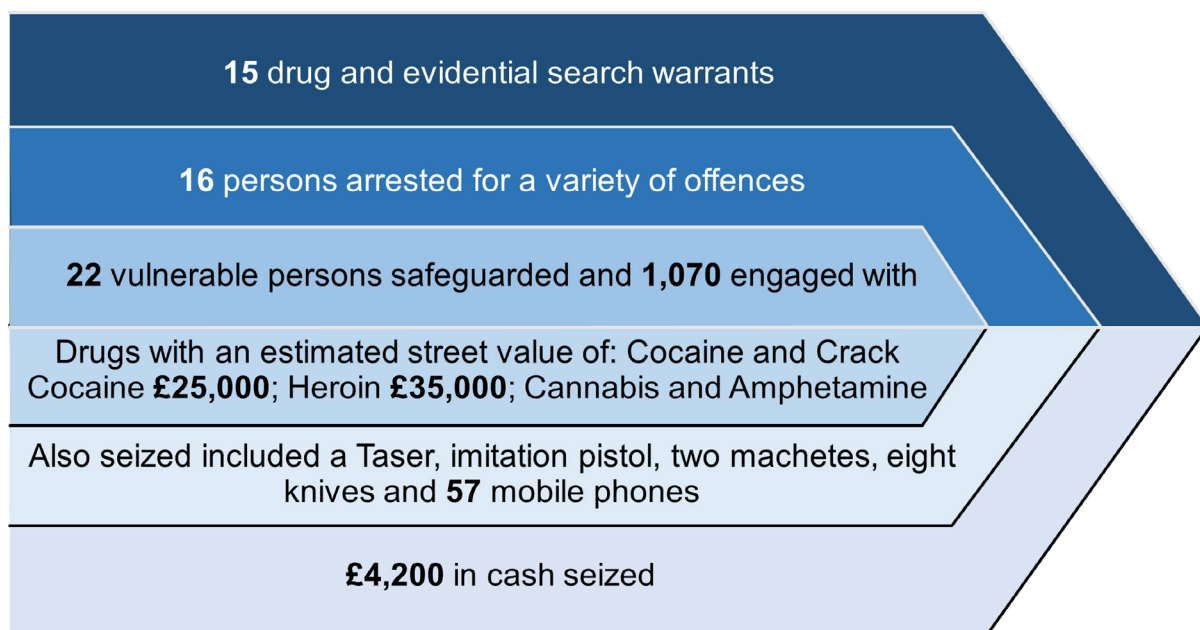 15 drug and evidential search warrants
16 persons arrested for a variety of offences
22 vulnerable persons safeguarded and 1,070 engaged with
Drugs with an estimated street value of: Cocaine and Crack
Cocaine £25,000; Heroin £35,000; Cannabis and Amphetamine
Also seized included a Taser, imitation pistol, two machetes, eight
knives and 57 mobile phones
£4,200 in cash seized